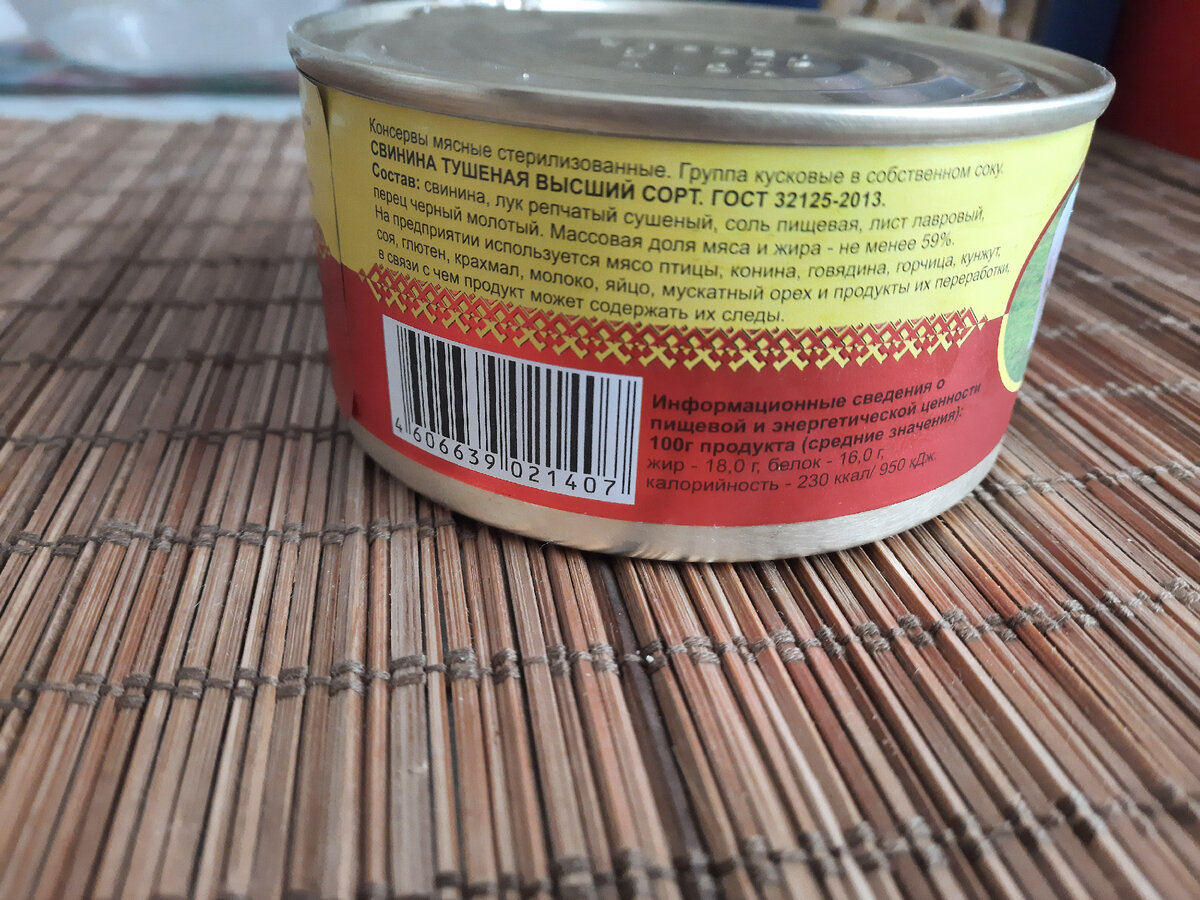 Консервы мясные стерилизованные. Группа кусковые в собственном соку.
СВИНИНА ТУШЕНАЯ ВЫСШИЙ СОРТ. ГОСТ 32125-2013.
Состав: свинина, лук репчатый сушеный, соль пищевая, лист лавровый,
перец черный молотый. Массовая доля мяса и жира - не менее 59%.
На предприятии используется мясо птицы, конина, говядина, горчица, кунжут,
соя, глютен, крахмал, молоко, яйцо, мускатный орех и продукты их переработки,
в связи с чем продукт может содержать их следы.
Информационные сведения о
пищевой и энергетической ценности
100г продукта (средние значения):
жир - 18,0 г, белок - 16,0 г,
калорийность - 230 ккал/ 950 кДж.
4 606639 021407